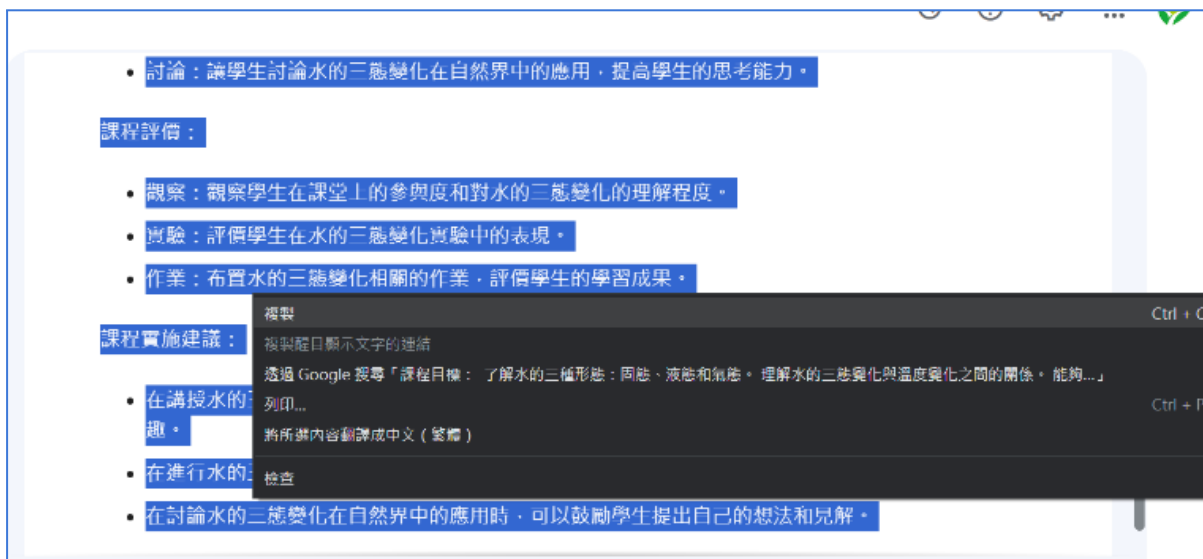 討論：讓學生討論水的三態變化在自然界中的應用，提高學生的思考能力。
課程評價：
觀察：觀察學生在課堂上的參與度和對水的三態變化的理解程度。
實驗：評價學生在水的三態變化實驗中的表現。
作業：布置水的三態變化相關的作業，評價學生的學習成果。
複製 Ctrl + C
課程實施建議：
複製醒目顯示文字的連結
透過 Google 搜尋「課程目標： 了解水的三種形態：固態、液態和氣態。 理解水的三態變化與溫度變化之間的關係。 能夠...」
在講授水的
列印... Ctrl + P
趣。
將所選內容翻譯成中文（繁體）
在進行水的
檢查
在討論水的三態變化在自然界中的應用時，可以鼓勵學生提出自己的想法和見解。